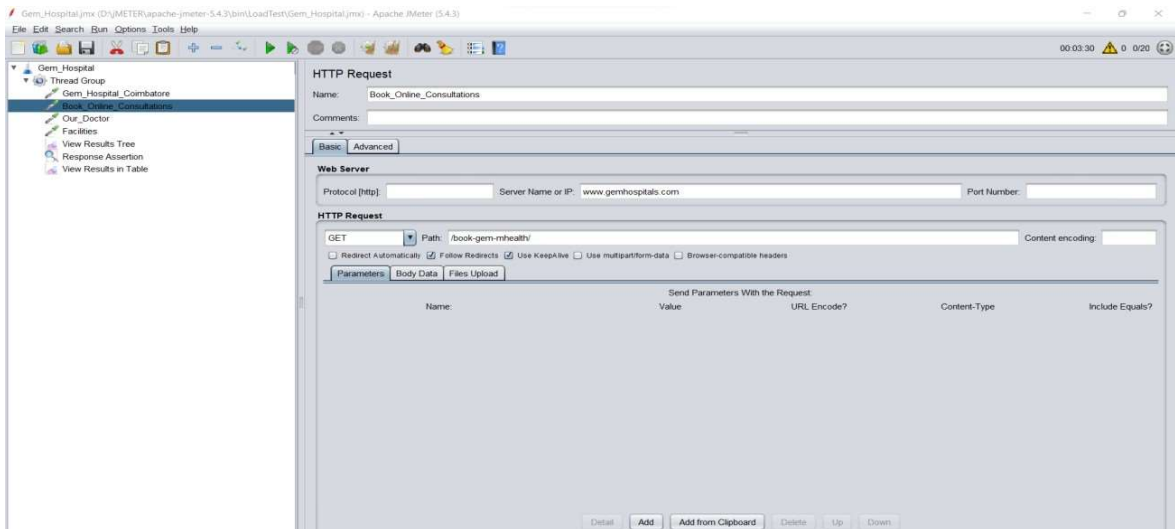 Gem_Hospital.jmx (D:\JMETER\apache-jmeter-5.4.3\bin\LoadTest\Gem_Hospital.jmx) - Apache JMeter (5.4.3)
File Edit Search Run Options Tools Help
00:03:30 0 0/20
Gem_Hospital
Thread Group
Gem_Hospital_Coimbatore
Book_Online_Consultations
Our_Doctor
Facilities
View Results Tree
Response Assertion
View Results in Table
HTTP Request
Name: Book_Online_Consultations
Comments:
Basic Advanced
Web Server
Protocol [http]: Server Name or IP: www.gemhospitals.com Port Number:
HTTP Request
GET Path: /book-gem-mhealth/ Content encoding:
Redirect Automatically Follow Redirects Use KeepAlive Use multipart/form-data Browser-compatible headers
Parameters Body Data Files Upload
Send Parameters With the Request:
Name: Value URL Encode? Content-Type Include Equals?
Detail Add Add from Clipboard Delete Up Down